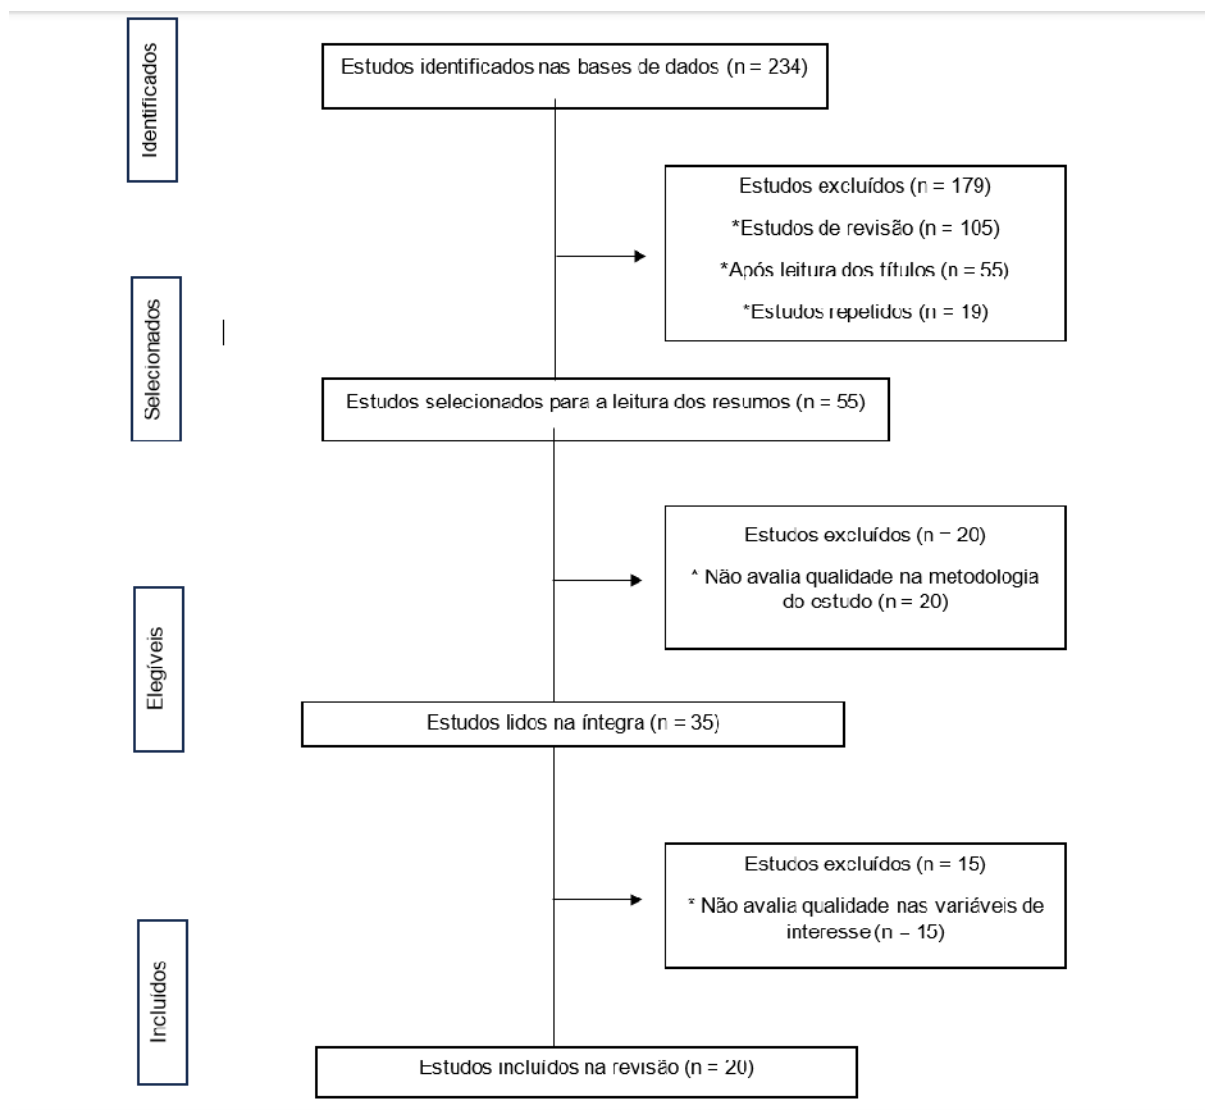 Identificados
Estudos identificados nas bases de dados (n = 234)
Estudos excluídos (n = 179)
*Estudos de revisão (n = 105)
*Após leitura dos títulos (n = 55)
*Estudos repetidos (n = 19)
Selecionados
Estudos selecionados para a leitura dos resumos (n = 55)
Estudos excluídos (n = 20)
* Não avalia qualidade na metodologia
do estudo (n = 20)
Elegíveis
Estudos lidos na íntegra (n = 35)
Estudos excluídos (n = 15)
* Não avalia qualidade nas variáveis de
interesse (n = 15)
Incluídos
Estudos incluídos na revisão (n = 20)